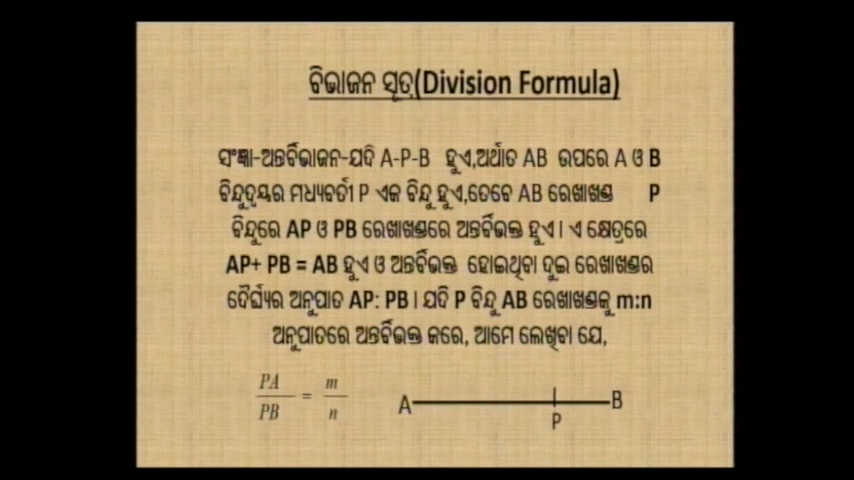 ବିଭାଜନ ସୂତ୍ର(Division Formula)
ସଂଜ୍ଞା-ଅନ୍ତର୍ବିଭାଜନ-ଯଦି A-P-B ହୁଏ,ଅର୍ଥାତ AB ଉପରେ A ଓ B
ବିନ୍ଦୁଦ୍ୱୟର ମଧ୍ୟବର୍ତୀ P ଏକ ବିନ୍ଦୁ ହୁଏ,ତେବେ AB ରେଖାଖଣ୍ଡ P
ବିନ୍ଦୁରେ AP ଓ PB ରେଖାଖଣ୍ଡରେ ଅନ୍ତର୍ବିଭକ୍ତ ହୁଏ । ଏ କ୍ଷେତ୍ରରେ
AP+ PB = AB ହୁଏ ଓ ଅନ୍ତର୍ବିଭକ୍ତ ହୋଇଥିବା ଦୁଇ ରେଖାଖଣ୍ଡର
ଦୈର୍ଘ୍ୟର ଅନୁପାତ AP: PB । ଯଦି P ବିନ୍ଦୁ AB ରେଖାଖଣ୍ଡକୁ m:n
ଅନୁପାତରେ ଅନ୍ତର୍ବିଭକ୍ତ କରେ, ଆମେ ଲେଖିବା ଯେ,
PA/PB = m/n
A B
P